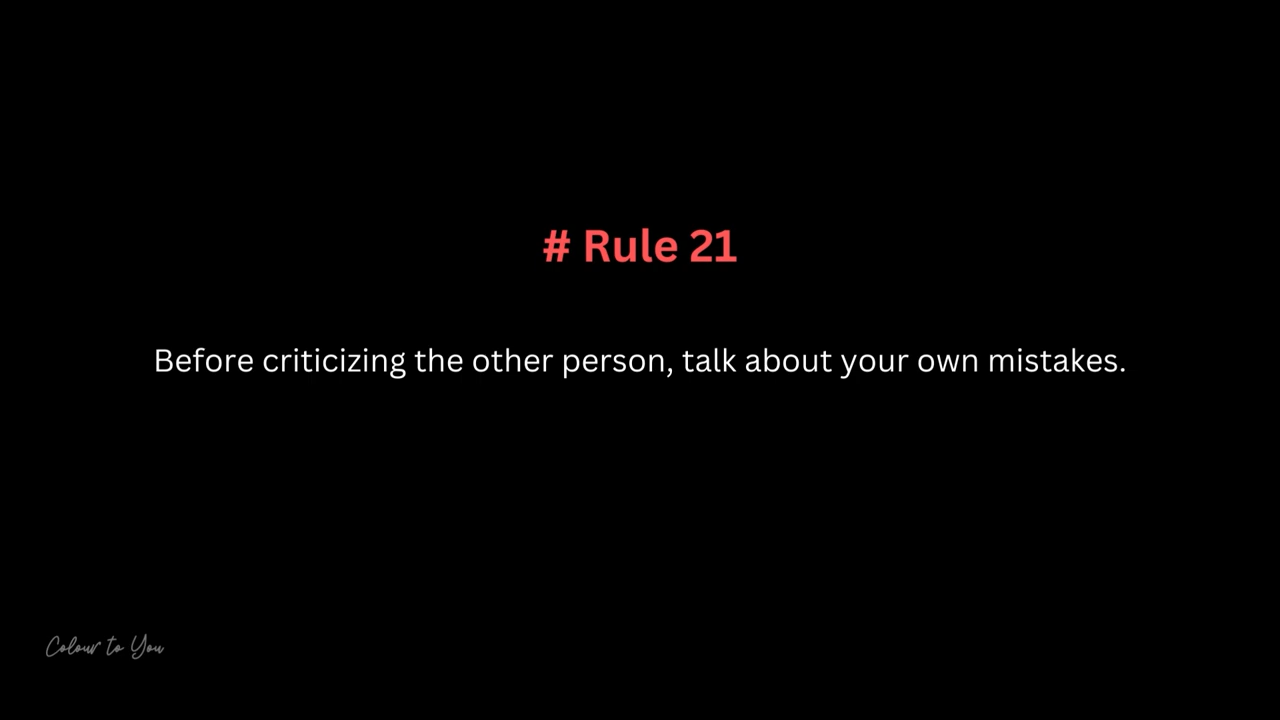 # Rule 21
Before criticizing the other person, talk about your own mistakes.
Colour to You